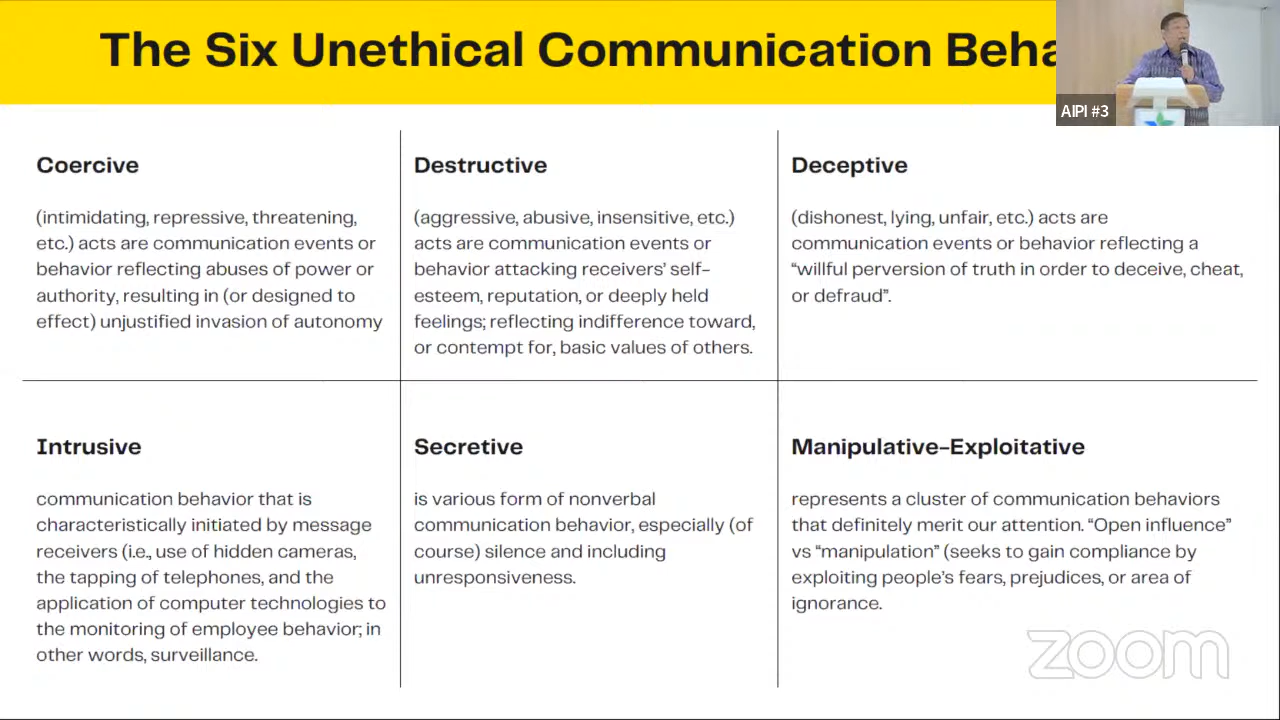 The Six Unethical Communication Beha
AIPI #3
Coercive
(intimidating, repressive, threatening,
etc.) acts are communication events or
behavior reflecting abuses of power or
authority, resulting in (or designed to
effect) unjustified invasion of autonomy
Destructive
(aggressive, abusive, insensitive, etc.)
acts are communication events or
behavior attacking receivers’ self-
esteem, reputation, or deeply held
feelings; reflecting indifference toward,
or contempt for, basic values of others.
Deceptive
(dishonest, lying, unfair, etc.) acts are
communication events or behavior reflecting a
“willful perversion of truth in order to deceive, cheat,
or defraud”.
Intrusive
communication behavior that is
characteristically initiated by message
receivers (i.e., use of hidden cameras,
the tapping of telephones, and the
application of computer technologies to
the monitoring of employee behavior; in
other words, surveillance.
Secretive
is various form of nonverbal
communication behavior, especially (of
course) silence and including
unresponsiveness.
Manipulative-Exploitative
represents a cluster of communication behaviors
that definitely merit our attention. “Open influence”
vs “manipulation” (seeks to gain compliance by
exploiting people’s fears, prejudices, or area of
ignorance.
zoom